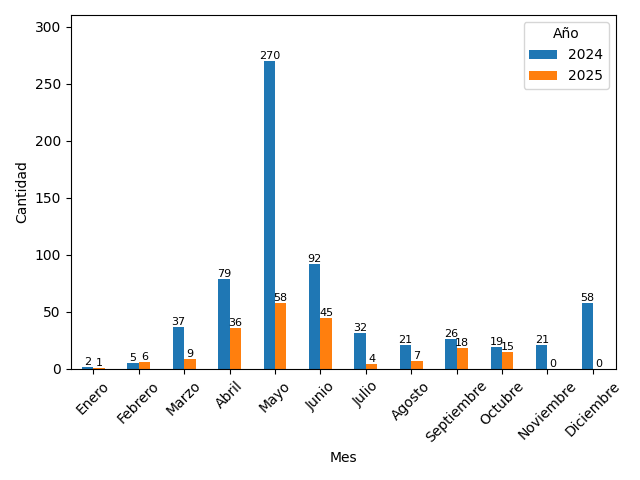 300
250
200
150
100
50
0
Cantidad
Año
2024
2025
2 1
5 6
37 9
79 36
270 58
92 45
32 4
21 7
26 18
19 15
21 0
58 0
Enero
Febrero
Marzo
Abril
Mayo
Junio
Julio
Agosto
Septiembre
Octubre
Noviembre
Diciembre
Mes